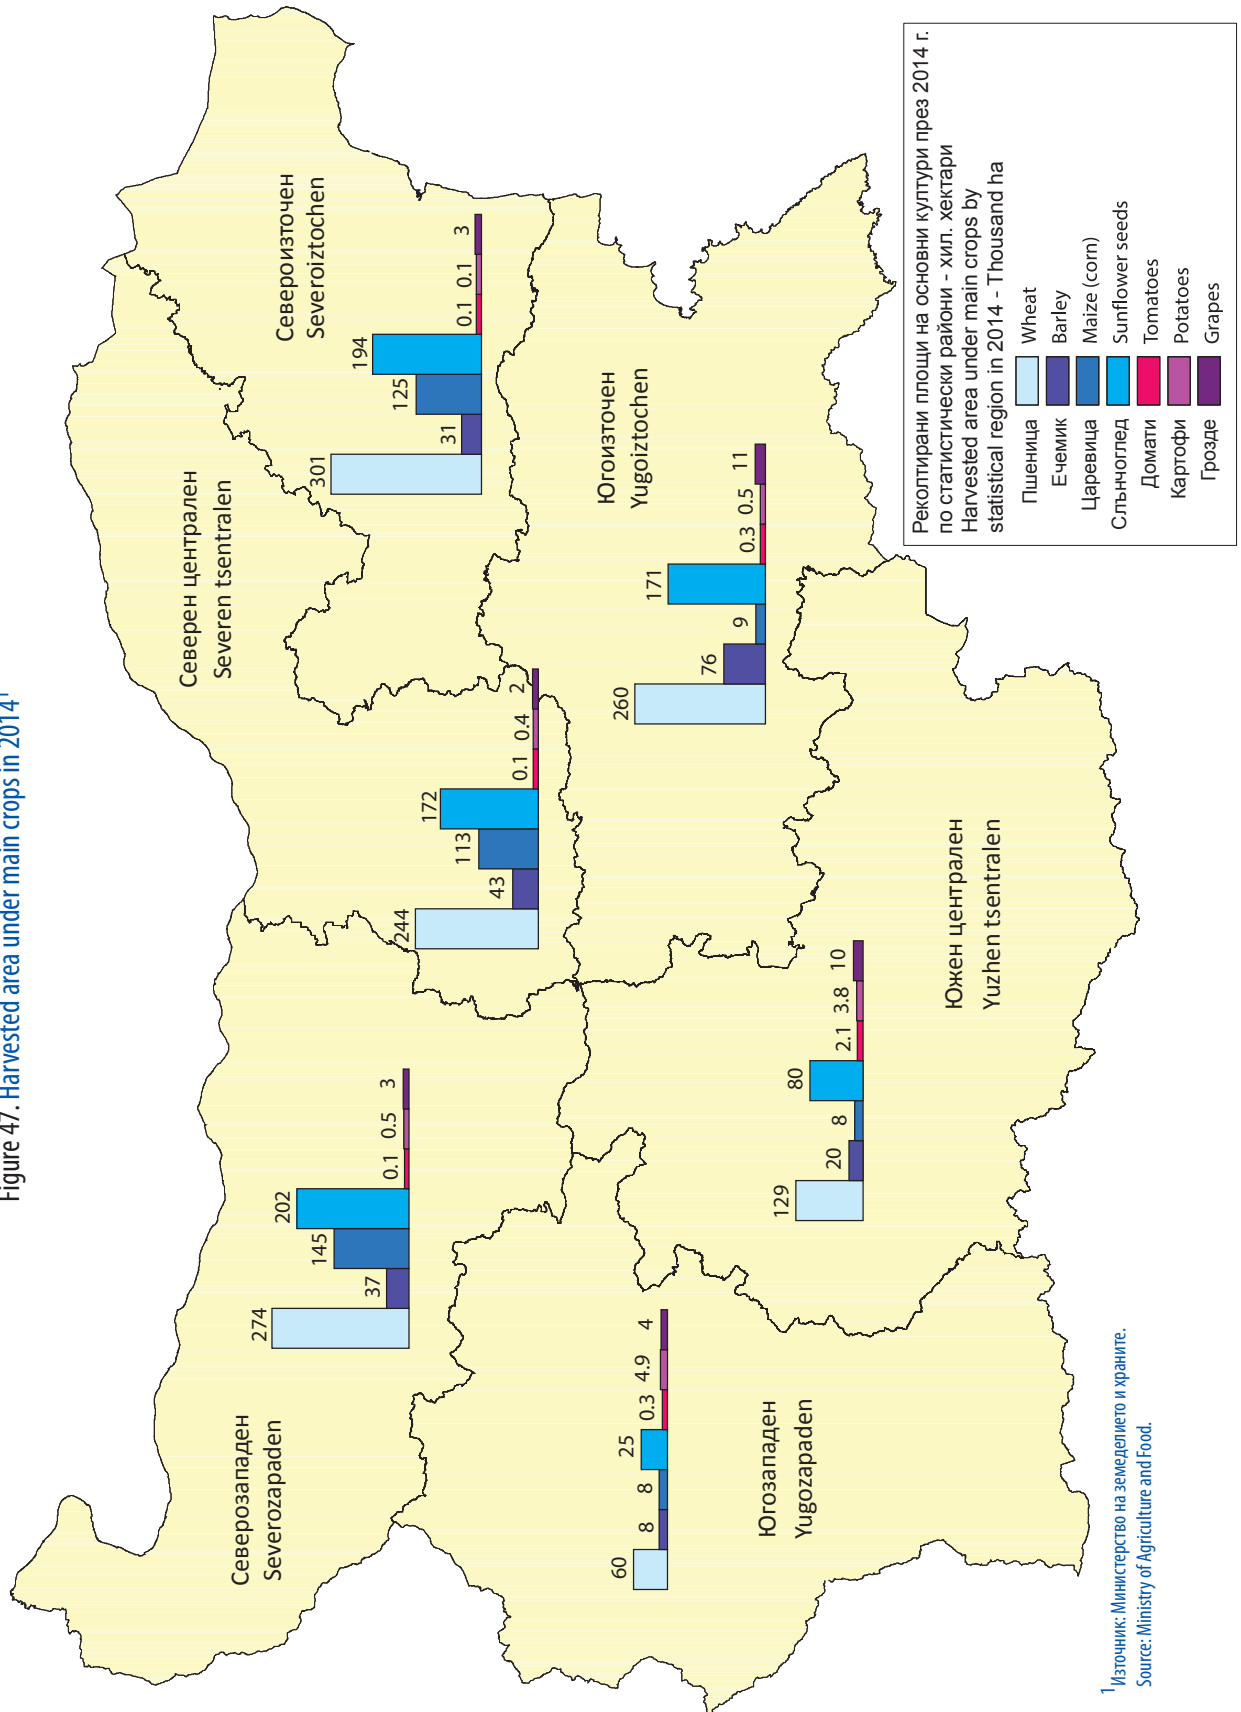 Figure 47. Harvested area under main crops in 2014¹
Северозападен
Severozapaden
274
37
145
202
0.1
0.5
3
Северен централен
Severen tsentralen
244
43
113
172
0.1
0.4
2
Североизточен
Severoiztochen
301
31
125
194
0.1
0.1
3
Югозападен
Yugozapaden
60
8
8
25
0.3
4.9
4
Южен централен
Yuzhen tsentralen
129
20
8
80
2.1
3.8
10
Югоизточен
Yugoiztochen
260
76
9
171
0.3
0.5
11
Реколтирани площи на основни култури през 2014 г.
по статистически райони - хил. хектари
Harvested area under main crops by
statistical region in 2014 - Thousand ha
Пшеница Wheat
Ечемик Barley
Царевица Maize (corn)
Слънчоглед Sunflower seeds
Домати Tomatoes
Картофи Potatoes
Грозде Grapes
1 Източник: Министерство на земеделието и храните.
Source: Ministry of Agriculture and Food.